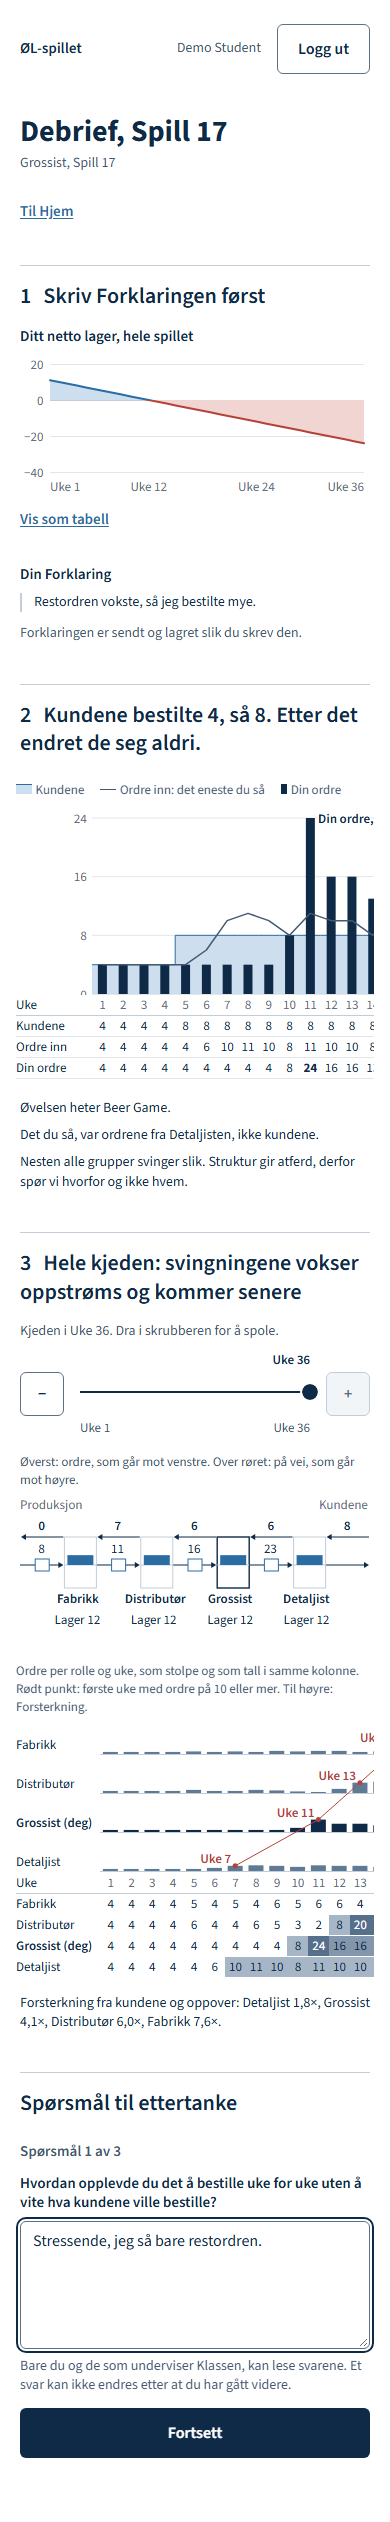 ØL-spillet Demo Student Logg ut
Debrief, Spill 17
Grossist, Spill 17
Til Hjem
1 Skriv Forklaringen først
Ditt netto lager, hele spillet
20
0
−20
−40
Uke 1 Uke 12 Uke 24 Uke 36
Vis som tabell
Din Forklaring
Restordren vokste, så jeg bestilte mye.
Forklaringen er sendt og lagret slik du skrev den.
2 Kundene bestilte 4, så 8. Etter det
endret de seg aldri.
Kundene Ordre inn: det eneste du så Din ordre
24 Din ordre,
16
8
0
Uke 1 2 3 4 5 6 7 8 9 10 11 12 13
Kundene 4 4 4 4 8 8 8 8 8 8 8 8 8
Ordre inn 4 4 4 4 4 6 10 11 10 8 11 10 10
Din ordre 4 4 4 4 4 4 4 4 4 8 24 16 16
Øvelsen heter Beer Game.
Det du så, var ordrene fra Detaljisten, ikke kundene.
Nesten alle grupper svinger slik. Struktur gir atferd, derfor
spør vi hvorfor og ikke hvem.
3 Hele kjeden: svingningene vokser
oppstrøms og kommer senere
Kjeden i Uke 36. Dra i skrubberen for å spole.
Uke 36
− +
Uke 1 Uke 36
Øverst: ordre, som går mot venstre. Over røret: på vei, som går
mot høyre.
Produksjon Kundene
0 7 6 6 8
8 11 16 23
Fabrikk Distributør Grossist Detaljist
Lager 12 Lager 12 Lager 12 Lager 12
Ordre per rolle og uke, som stolpe og som tall i samme kolonne.
Rødt punkt: første uke med ordre på 10 eller mer. Til høyre:
Forsterkning.
Fabrikk
Distributør Uke 13
Grossist (deg) Uke 11
Detaljist Uke 7
Uke 1 2 3 4 5 6 7 8 9 10 11 12 13
Fabrikk 4 4 4 4 5 4 5 4 6 5 6 6 4
Distributør 4 4 4 4 6 4 4 6 5 3 2 8 20
Grossist (deg) 4 4 4 4 4 4 4 4 4 8 24 16 16
Detaljist 4 4 4 4 4 6 10 11 10 8 11 10 10
Forsterkning fra kundene og oppover: Detaljist 1,8×, Grossist
4,1×, Distributør 6,0×, Fabrikk 7,6×.
Spørsmål til ettertanke
Spørsmål 1 av 3
Hvordan opplevde du det å bestille uke for uke uten å
vite hva kundene ville bestille?
Stressende, jeg så bare restordren.
Bare du og de som underviser Klassen, kan lese svarene. Et
svar kan ikke endres etter at du har gått videre.
Fortsett